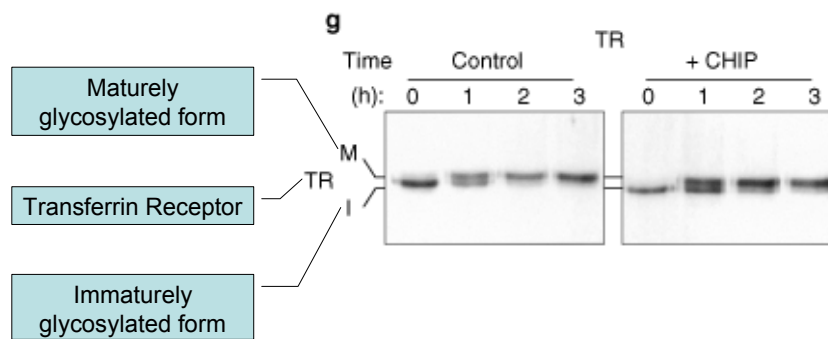 g
TR
Time Control + CHIP
(h): 0 1 2 3 0 1 2 3
Maturely
glycosylated form
M
TR
Transferrin Receptor
I
Immaturely
glycosylated form